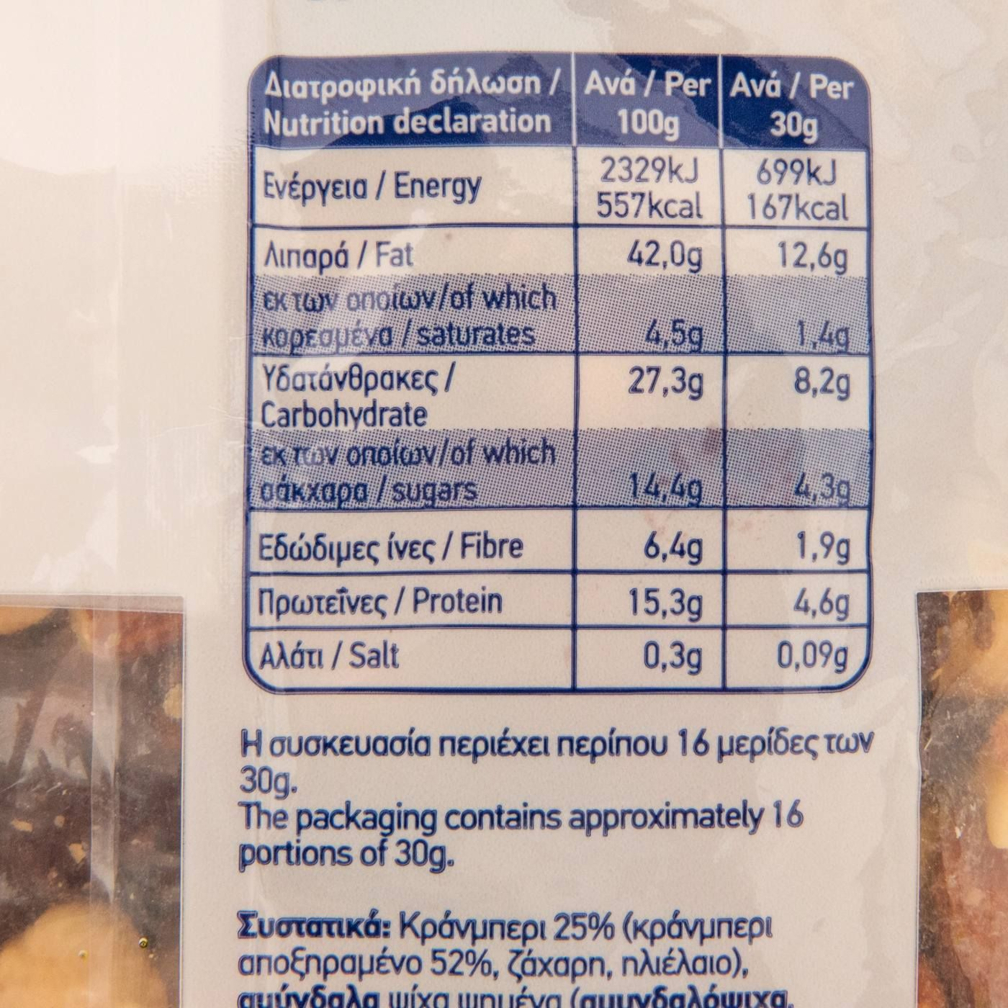 Διατροφική δήλωση / Ανά / Per Ανά / Per
Nutrition declaration 100g 30g
Ενέργεια / Energy 2329kJ 699kJ
557kcal 167kcal
Λιπαρά / Fat 42,0g 12,6g
εκ των οποίων/of which
κορεσμένα / saturates 4,5g 1,4g
Υδατάνθρακες / 27,3g 8,2g
Carbohydrate
εκ των οποίων/of which
σάκχαρα / sugars 14,4g 4,3g
Εδώδιμες ίνες / Fibre 6,4g 1,9g
Πρωτεΐνες / Protein 15,3g 4,6g
Αλάτι / Salt 0,3g 0,09g
Η συσκευασία περιέχει περίπου 16 μερίδες των
30g.
The packaging contains approximately 16
portions of 30g.
Συστατικά: Κράνμπερι 25% (κράνμπερι
αποξηραμένο 52%, ζάχαρη, ηλιέλαιο),
αμύγδαλα ψίχα ψημένα (αμυγδαλόψιχα,